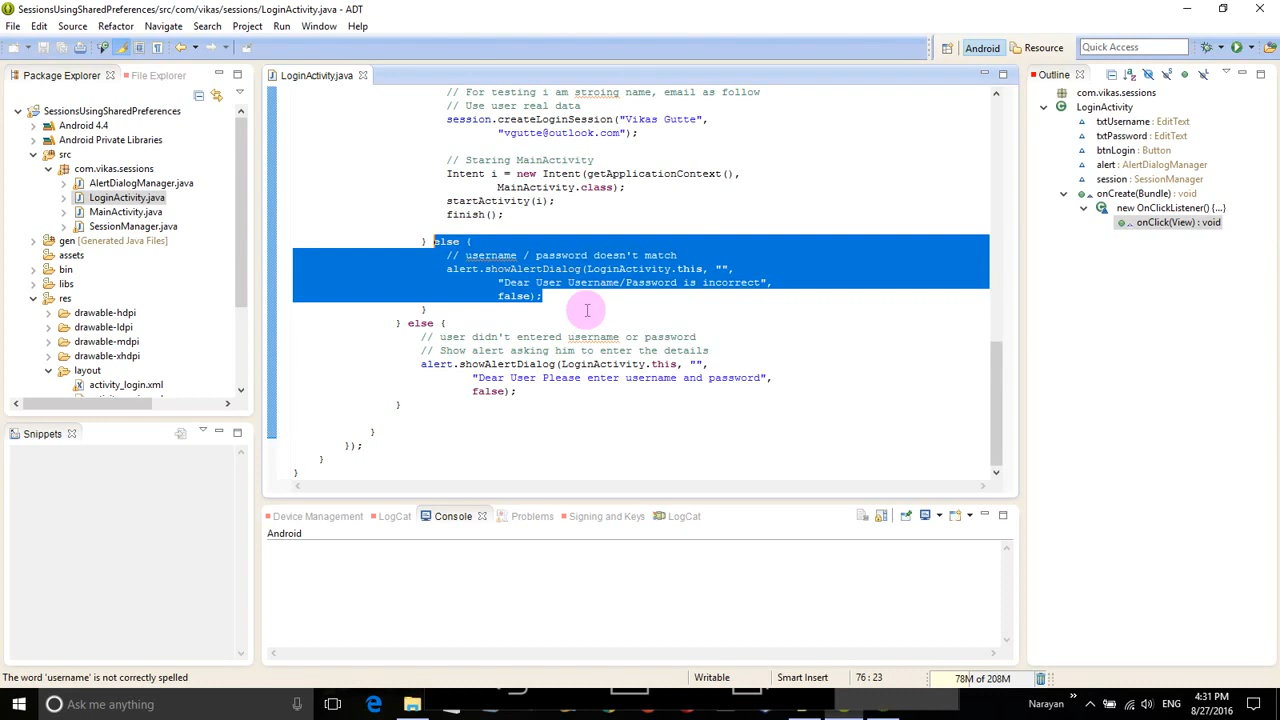 SessionsUsingSharedPreferences/src/com/vikas/sessions/LoginActivity.java - ADT
File Edit Source Refactor Navigate Search Project Run Window Help
Android Resource Quick Access
Package Explorer File Explorer
SessionsUsingSharedPreferences
Android 4.4
Android Private Libraries
src
com.vikas.sessions
AlertDialogManager.java
LoginActivity.java
MainActivity.java
SessionManager.java
gen [Generated Java Files]
assets
bin
libs
res
drawable-hdpi
drawable-ldpi
drawable-mdpi
drawable-xhdpi
layout
activity_login.xml
Snippets
LoginActivity.java
// For testing i am stroing name, email as follow
// Use user real data
session.createLoginSession("Vikas Gutte",
"vgutte@outlook.com");
// Staring MainActivity
Intent i = new Intent(getApplicationContext(),
MainActivity.class);
startActivity(i);
finish();
} else {
// username / password doesn't match
alert.showAlertDialog(LoginActivity.this, "",
"Dear User Username/Password is incorrect",
false);
}
} else {
// user didn't entered username or password
// Show alert asking him to enter the details
alert.showAlertDialog(LoginActivity.this, "",
"Dear User Please enter username and password",
false);
}
}
});
}
}
Device Management LogCat Console Problems Signing and Keys LogCat
Android
Outline
com.vikas.sessions
LoginActivity
txtUsername : EditText
txtPassword : EditText
btnLogin : Button
alert : AlertDialogManager
session : SessionManager
onCreate(Bundle) : void
new OnClickListener() {...}
onClick(View) : void
The word 'username' is not correctly spelled Writable Smart Insert 76 : 23 78M of 208M
Ask me anything Narayan ENG 4:31 PM
8/27/2016